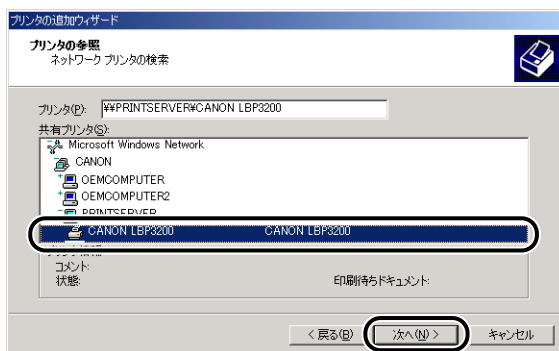 プリンタの追加ウィザード
プリンタの参照
ネットワーク プリンタの検索
プリンタ(P): ¥¥PRINTSERVER¥CANON LBP3200
共有プリンタ(S):
Microsoft Windows Network
CANON
OEMCOMPUTER
OEMCOMPUTER2
PRINTSERVER
CANON LBP3200 CANON LBP3200
コメント:
状態: 印刷待ちドキュメント:
< 戻る(B) 次へ(N) > キャンセル